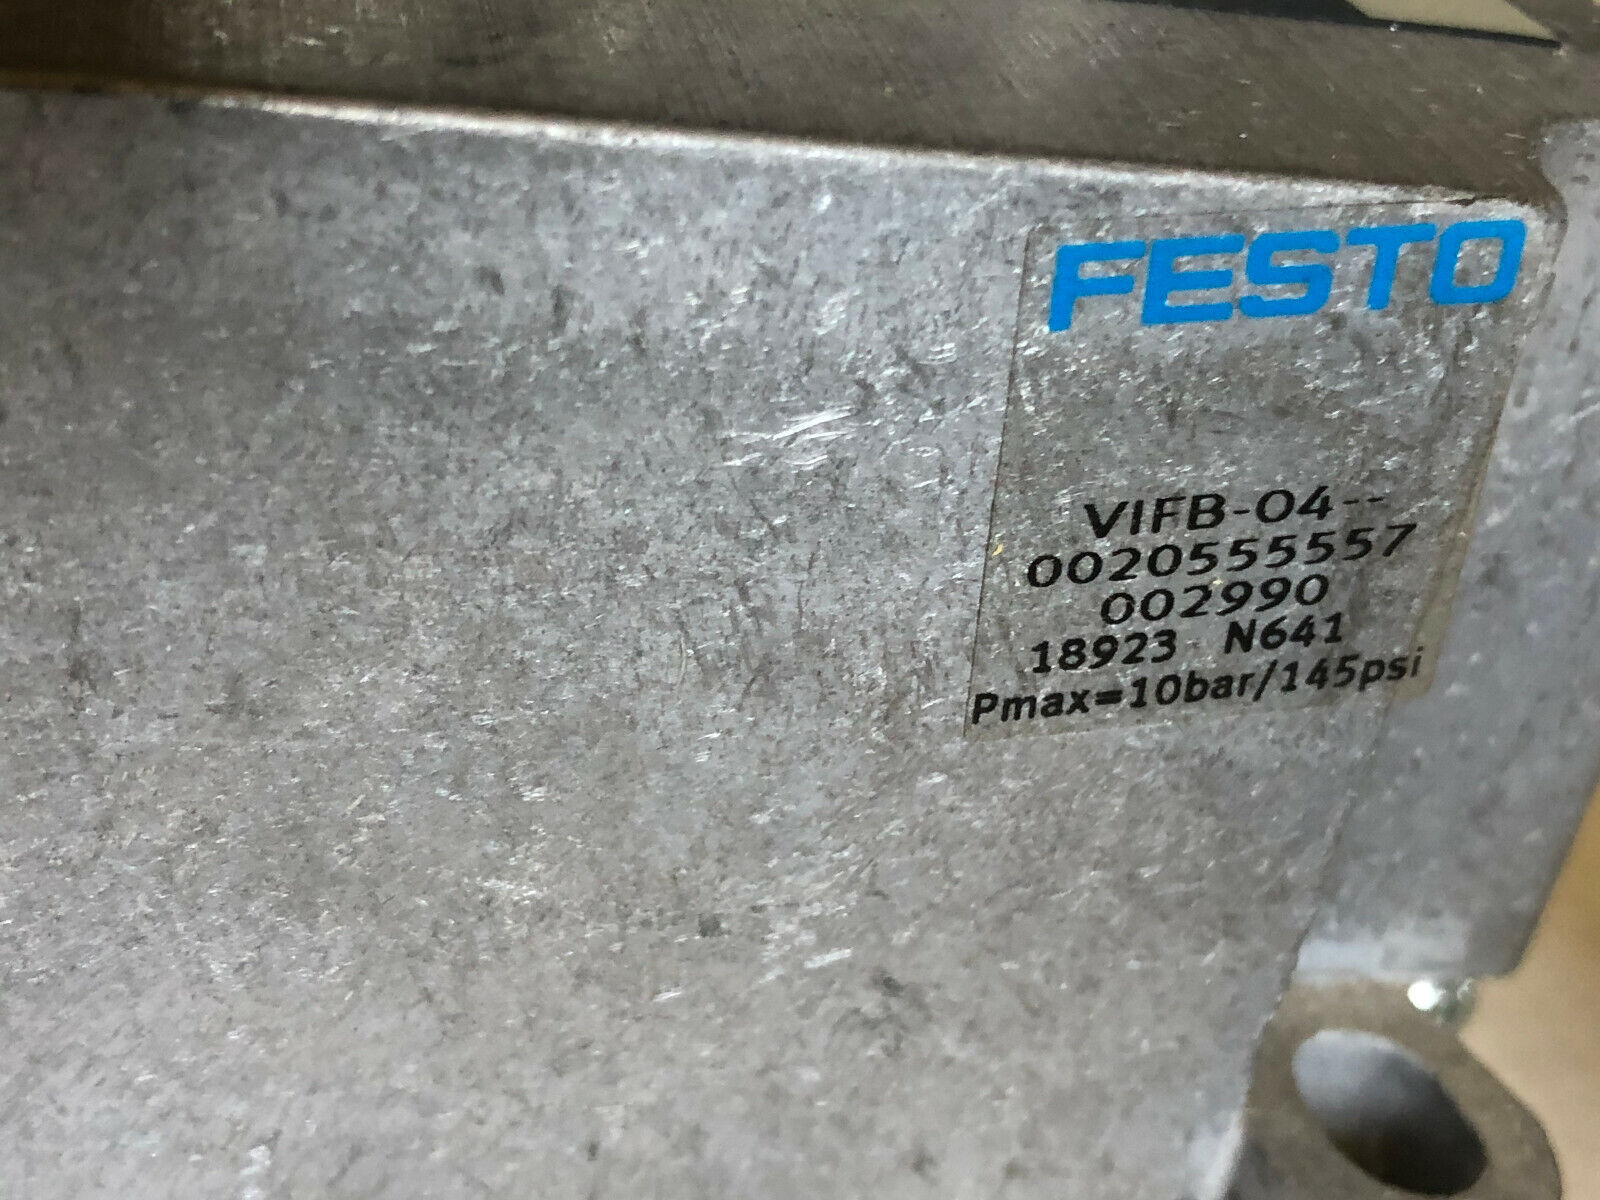 FESTO
VIFB-04--
0020555557
002990
18923 N641
Pmax=10bar/145psi